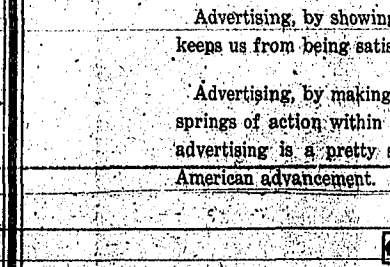 Advertising, by showing
keeps us from being satis
Advertising, by making
springs of action within
advertising is a pretty s
American advancement.